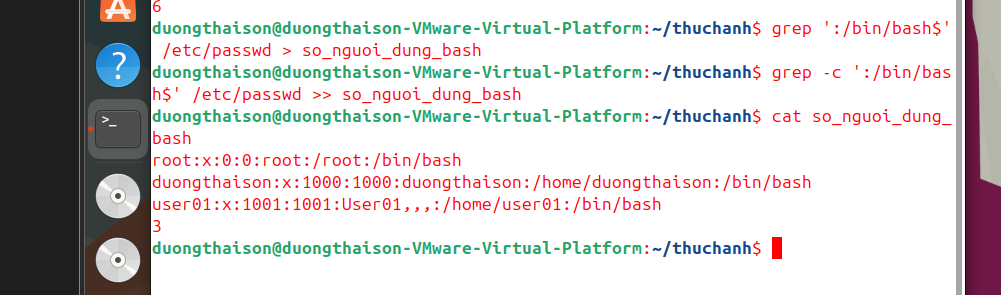 6
duongthaison@duongthaison-VMware-Virtual-Platform:~/thuchanh$ grep ':/bin/bash$'
 /etc/passwd > so_nguoi_dung_bash
duongthaison@duongthaison-VMware-Virtual-Platform:~/thuchanh$ grep -c ':/bin/bas
h$' /etc/passwd >> so_nguoi_dung_bash
duongthaison@duongthaison-VMware-Virtual-Platform:~/thuchanh$ cat so_nguoi_dung_
bash
root:x:0:0:root:/root:/bin/bash
duongthaison:x:1000:1000:duongthaison:/home/duongthaison:/bin/bash
user01:x:1001:1001:User01,,,:/home/user01:/bin/bash
3
duongthaison@duongthaison-VMware-Virtual-Platform:~/thuchanh$